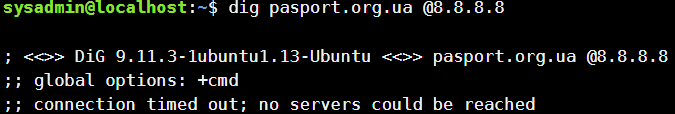 sysadmin@localhost:~$ dig pasport.org.ua @8.8.8.8
; <<>> DiG 9.11.3-1ubuntu1.13-Ubuntu <<>> pasport.org.ua @8.8.8.8
;; global options: +cmd
;; connection timed out; no servers could be reached